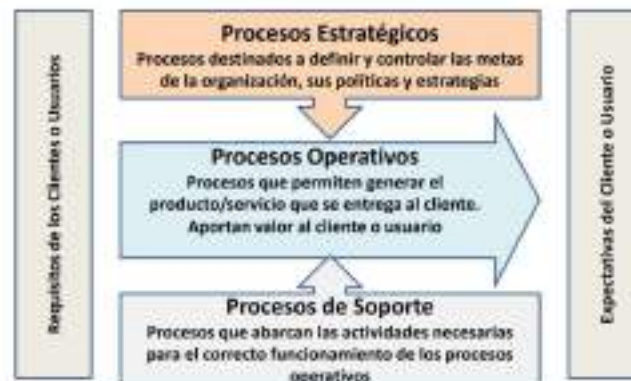 Requisitos de los Clientes o Usuarios
Procesos Estratégicos
Procesos destinados a definir y controlar las metas
de la organización, sus políticas y estrategias
Procesos Operativos
Procesos que permiten generar el
producto/servicio que se entrega al cliente.
Aportan valor al cliente o usuario
Procesos de Soporte
Procesos que abarcan las actividades necesarias
para el correcto funcionamiento de los procesos
operativos
Expectativas del Cliente o Usuario